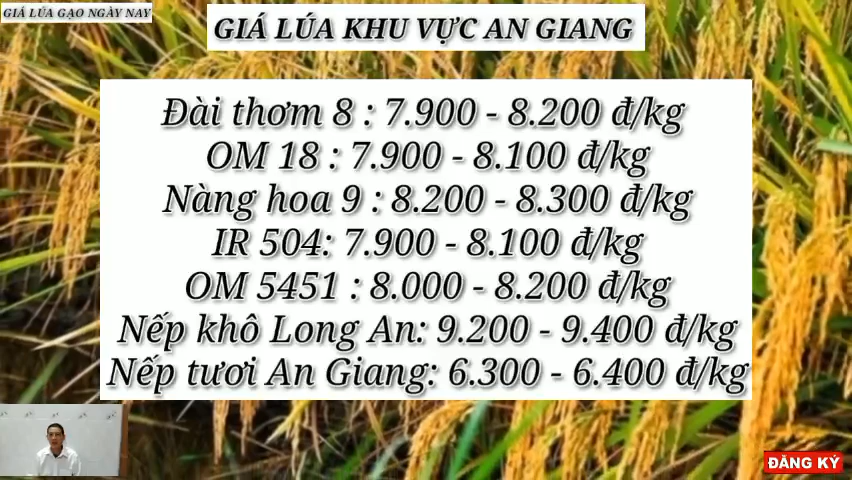 GIÁ LÚA GẠO NGÀY NAY
GIÁ LÚA KHU VỰC AN GIANG
Đài thơm 8 : 7.900 - 8.200 đ/kg
OM 18 : 7.900 - 8.100 đ/kg
Nàng hoa 9 : 8.200 - 8.300 đ/kg
IR 504: 7.900 - 8.100 đ/kg
OM 5451 : 8.000 - 8.200 đ/kg
Nếp khô Long An: 9.200 - 9.400 đ/kg
Nếp tươi An Giang: 6.300 - 6.400 đ/kg
ĐĂNG KÝ